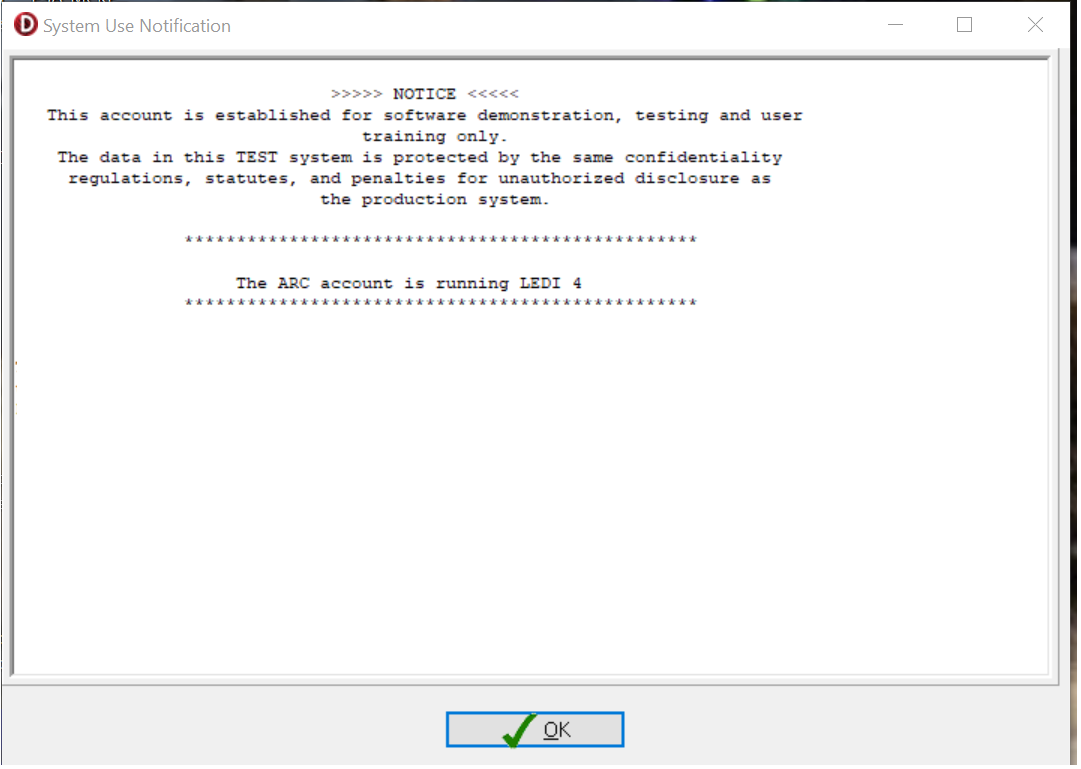 System Use Notification
>>>>> NOTICE <<<<<
This account is established for software demonstration, testing and user
training only.
The data in this TEST system is protected by the same confidentiality
regulations, statutes, and penalties for unauthorized disclosure as
the production system.
*************************************************
The ARC account is running LEDI 4
*************************************************
OK